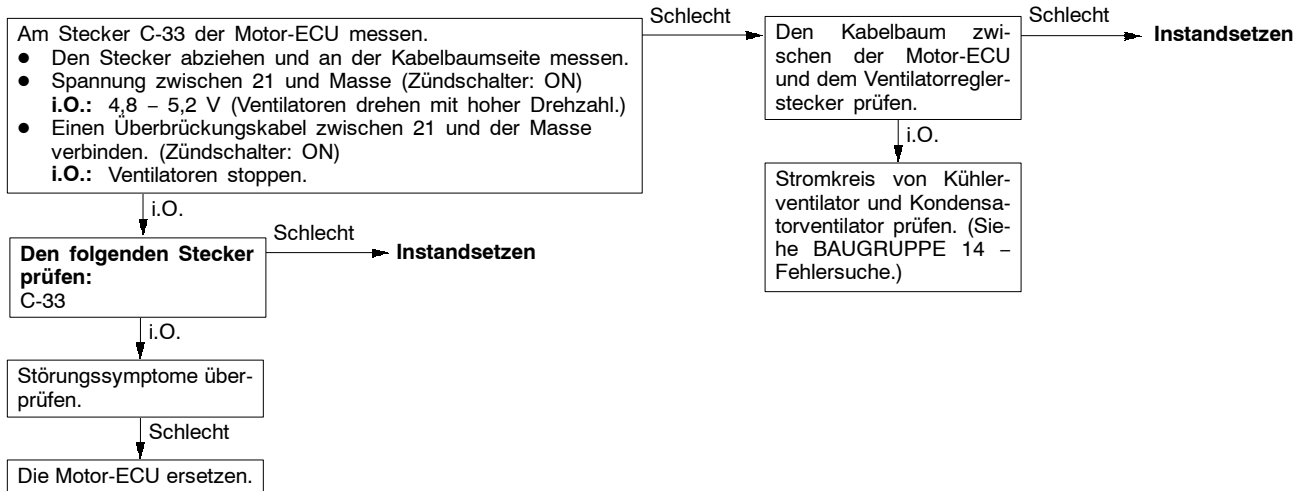 Am Stecker C-33 der Motor-ECU messen.
● Den Stecker abziehen und an der Kabelbaumseite messen.
● Spannung zwischen 21 und Masse (Zündschalter: ON)
i.O.: 4,8 – 5,2 V (Ventilatoren drehen mit hoher Drehzahl.)
● Einen Überbrückungskabel zwischen 21 und der Masse
verbinden. (Zündschalter: ON)
i.O.: Ventilatoren stoppen.
Schlecht
Den Kabelbaum zwi-
schen der Motor-ECU
und dem Ventilatorregler-
stecker prüfen.
Schlecht
Instandsetzen
i.O.
Stromkreis von Kühler-
ventilator und Kondensa-
torventilator prüfen. (Sie-
he BAUGRUPPE 14 –
Fehlersuche.)
i.O.
Den folgenden Stecker
prüfen:
C-33
Schlecht
Instandsetzen
i.O.
Störungssymptome über-
prüfen.
Schlecht
Die Motor-ECU ersetzen.